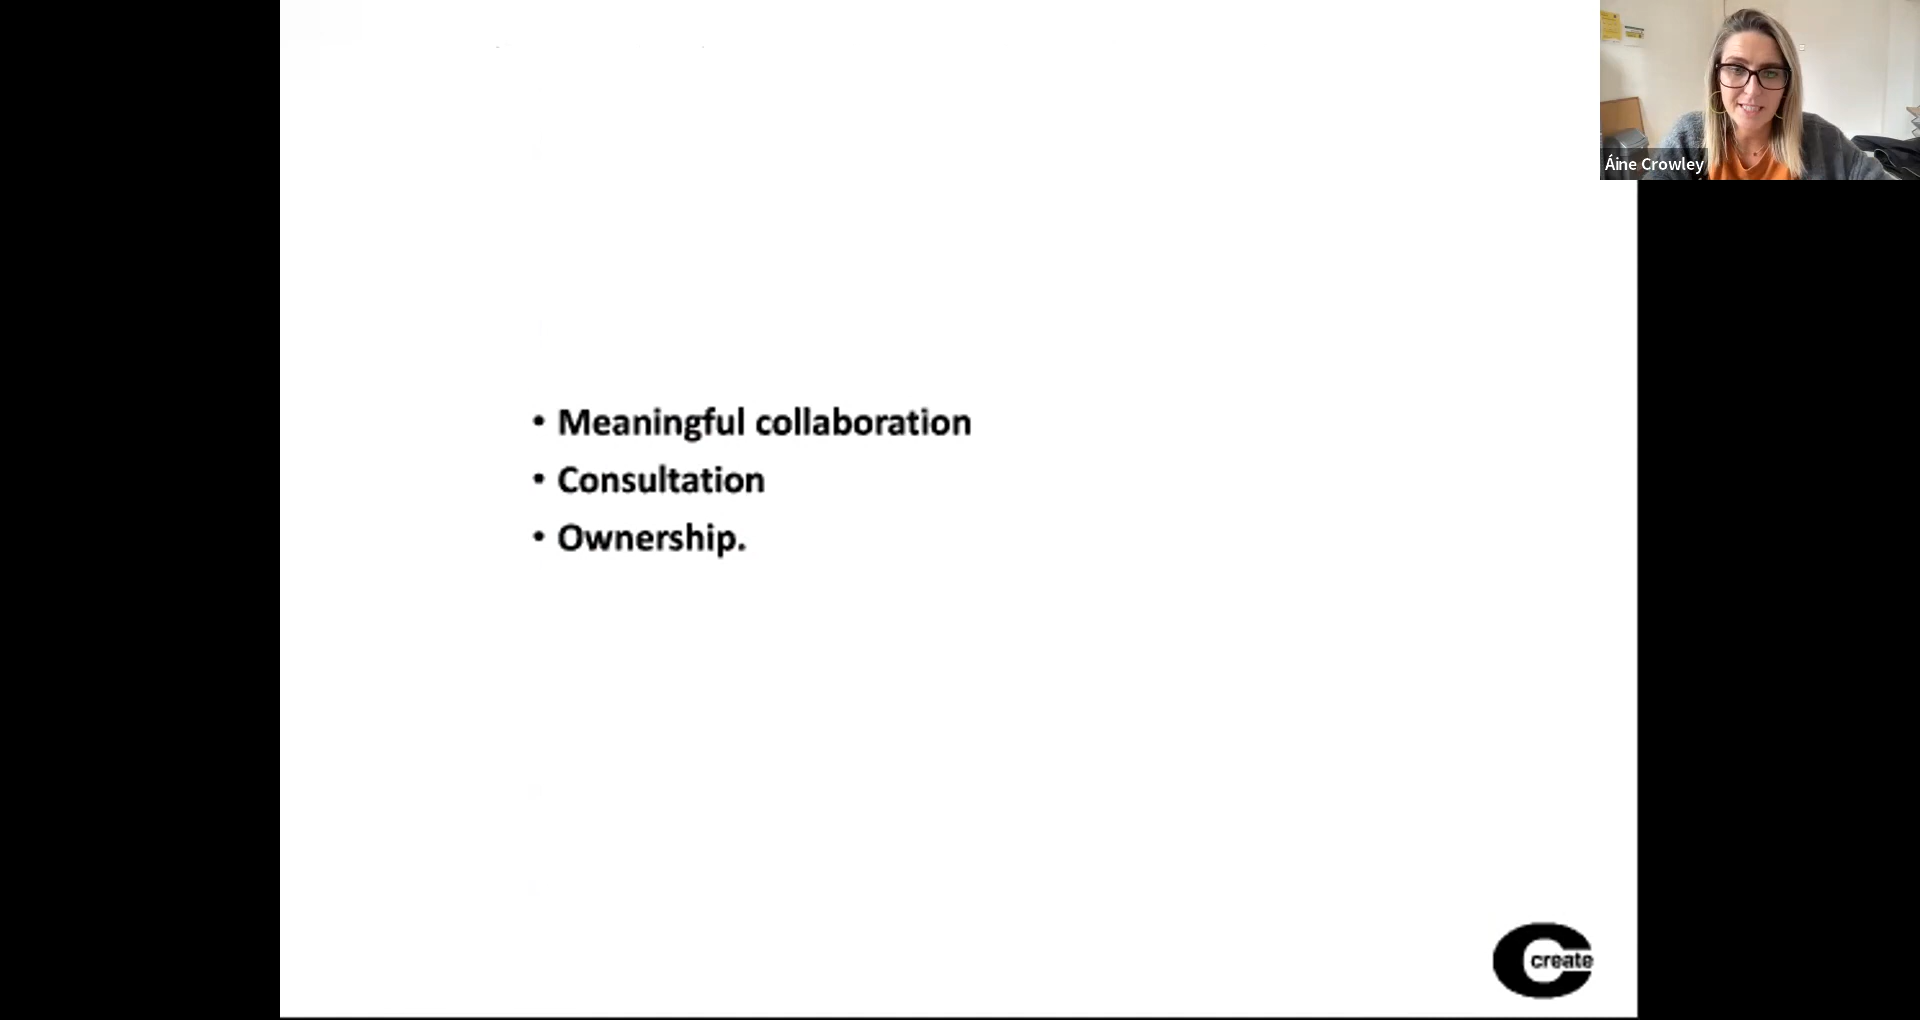 Áine Crowley
• Meaningful collaboration
• Consultation
• Ownership.
create